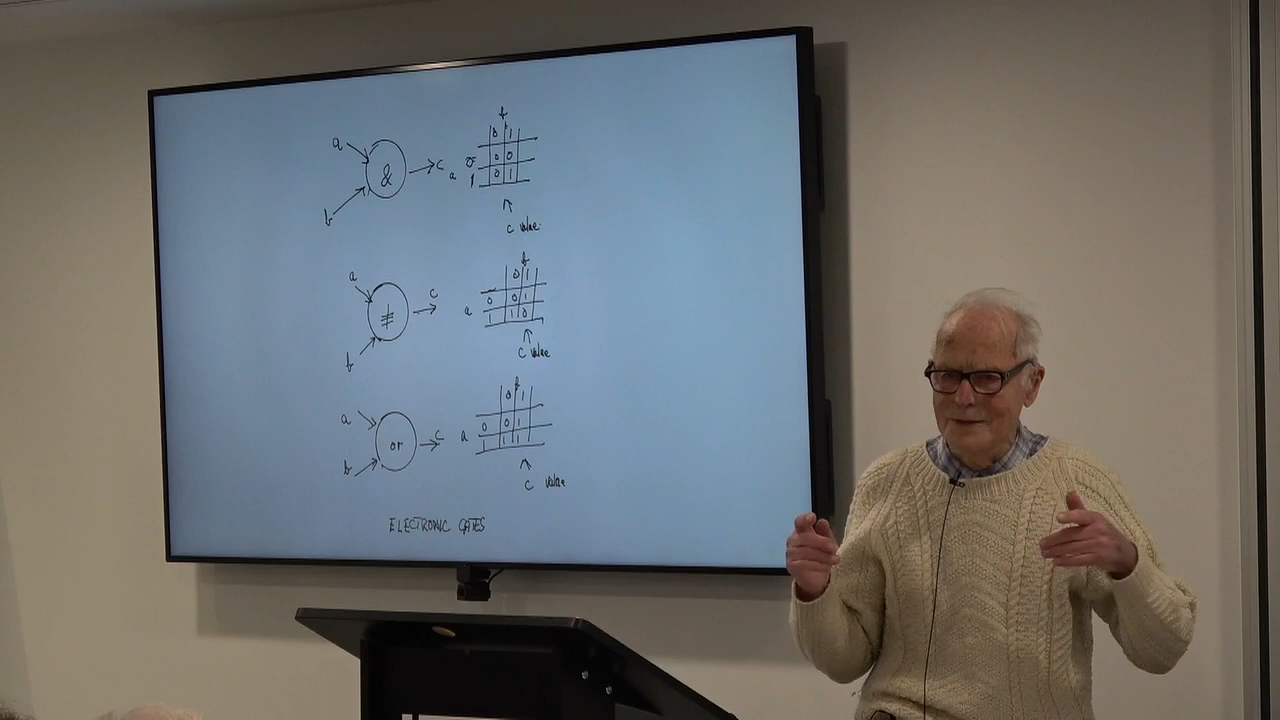 b
a
0 1
& → c
0 0 0
a
1 0 1
b
↑
c value
b
a
0 1
c
0 0 1
≠ →
a
1 1 0
b
↑
c value
b
0 1
a
0 0 1
or → c
a
1 1 1
b
↑
c value
ELECTRONIC GATES